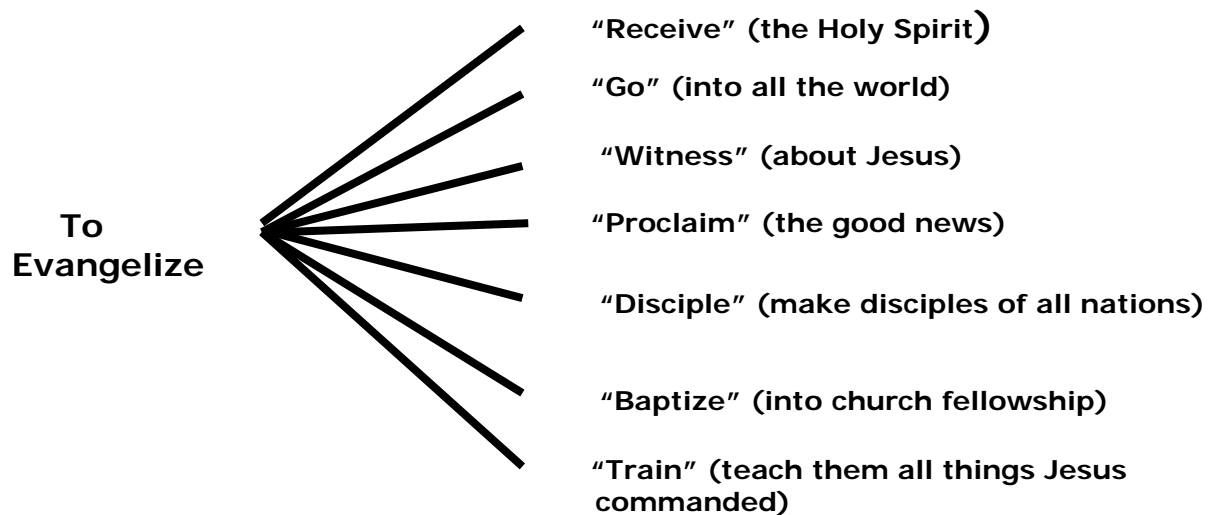 To
Evangelize
“Receive” (the Holy Spirit)
“Go” (into all the world)
“Witness” (about Jesus)
“Proclaim” (the good news)
“Disciple” (make disciples of all nations)
“Baptize” (into church fellowship)
“Train” (teach them all things Jesus
commanded)